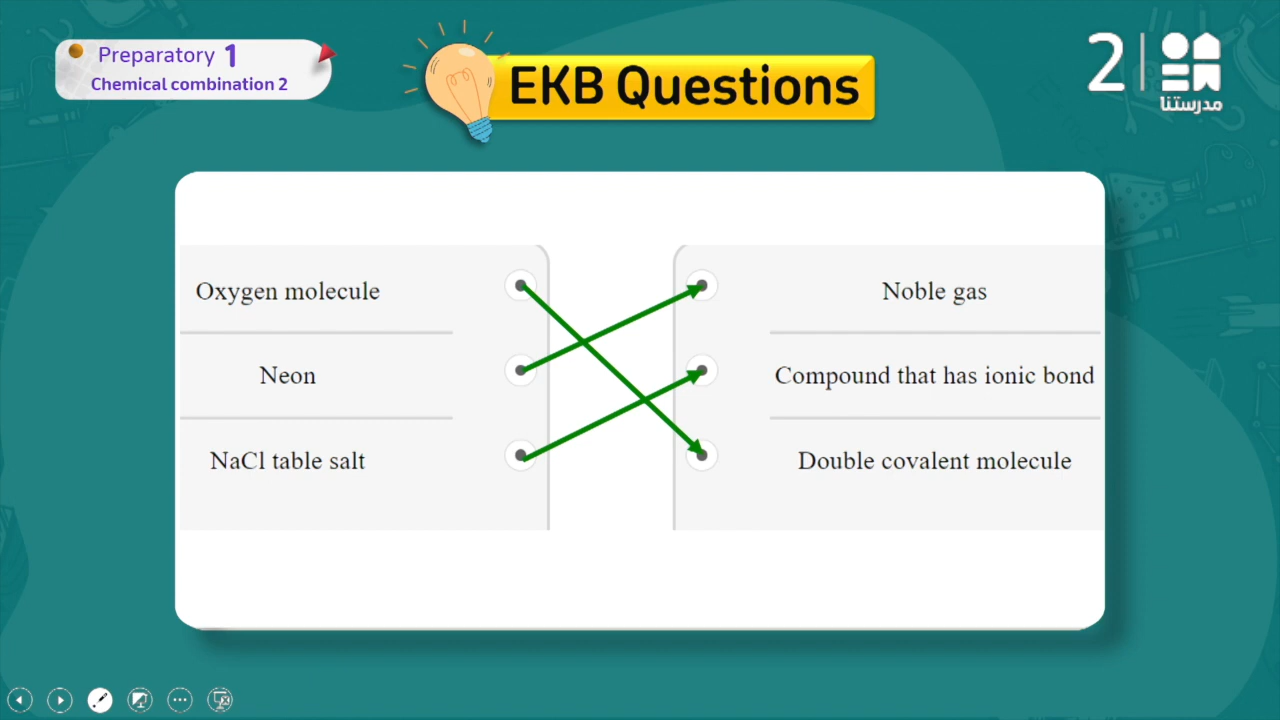 Preparatory 1
Chemical combination 2
EKB Questions
2
مدرستنا
Oxygen molecule
Noble gas
Neon
Compound that has ionic bond
NaCl table salt
Double covalent molecule